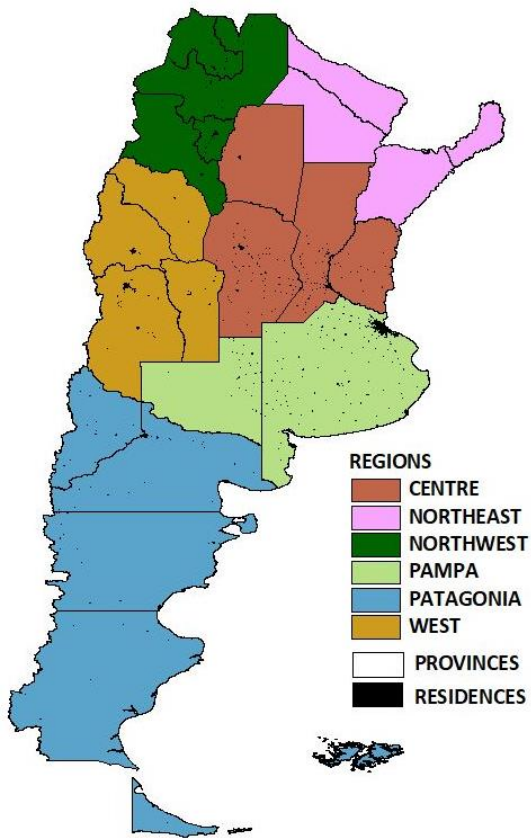 REGIONS
CENTRE
NORTHEAST
NORTHWEST
PAMPA
PATAGONIA
WEST
PROVINCES
RESIDENCES